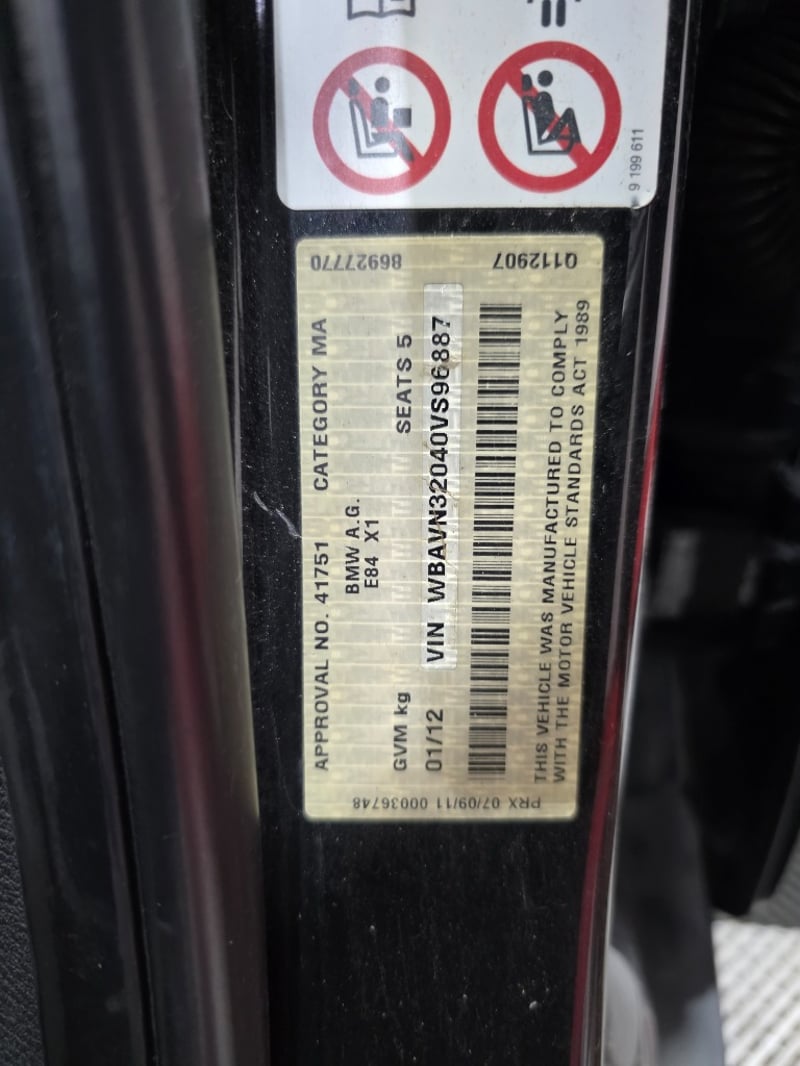 9 199 611
86927770
Q112907
APPROVAL NO. 41751 CATEGORY MA
BMW A.G.
E84 X1
GVM kg SEATS 5
01/12 VIN WBAVN32040VS96887
THIS VEHICLE WAS MANUFACTURED TO COMPLY
WITH THE MOTOR VEHICLE STANDARDS ACT 1989
PRX 07/09/11 00036748